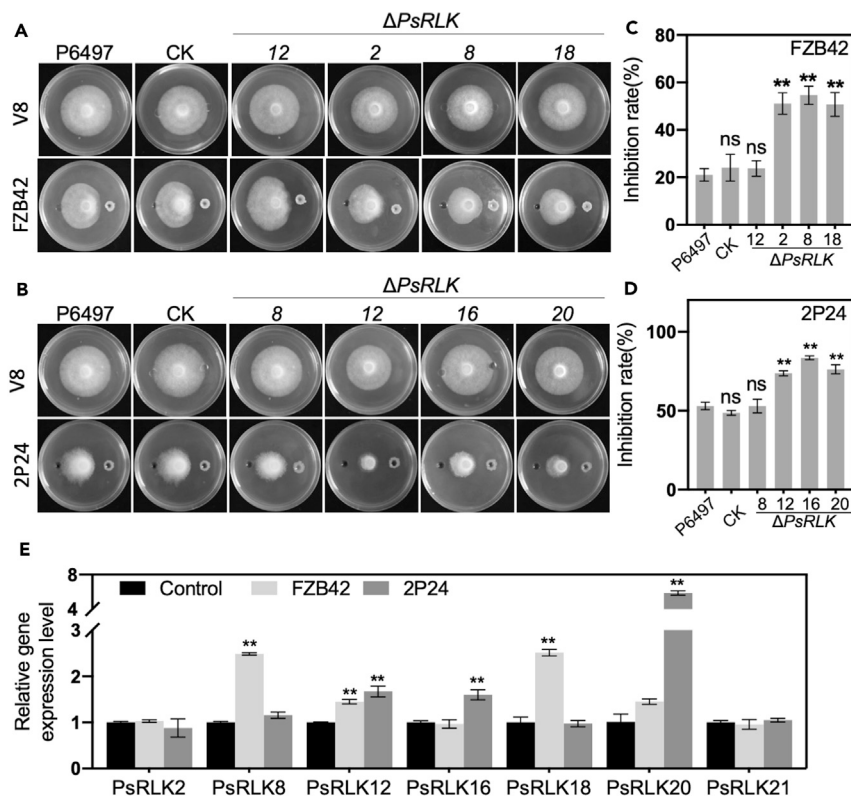 A
ΔPsRLK
P6497 CK 12 2 8 18
V8
FZB42
B
ΔPsRLK
P6497 CK 8 12 16 20
V8
2P24
C
FZB42
Inhibition rate(%)
80
60
40
20
0
ns ns ** ** **
P6497 CK 12 2 8 18
ΔPsRLK
D
2P24
Inhibition rate(%)
100
50
0
ns ns ** ** **
P6497 CK 8 12 16 20
ΔPsRLK
E
Relative gene
expression level
8
4
3
2
1
0
Control FZB42 2P24
** ** ** ** ** **
PsRLK2 PsRLK8 PsRLK12 PsRLK16 PsRLK18 PsRLK20 PsRLK21